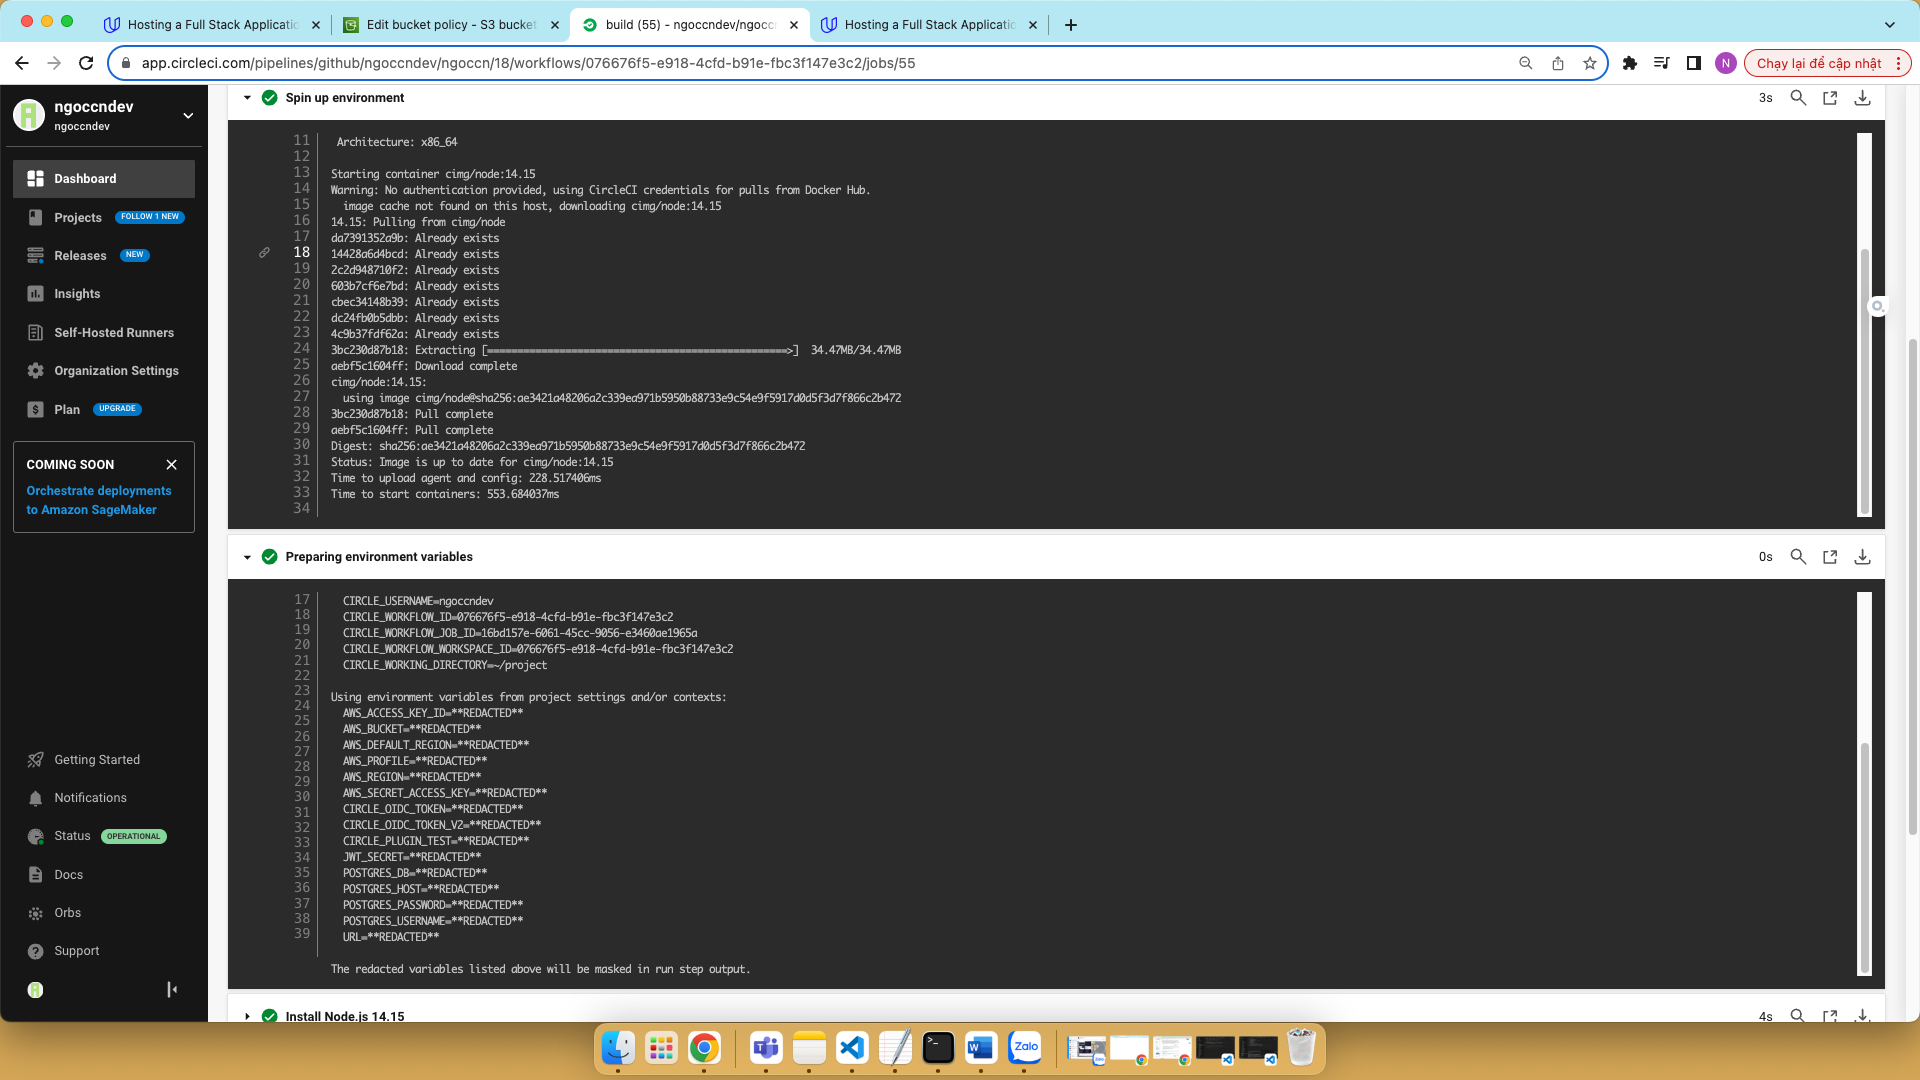 Hosting a Full Stack Applicatio
Edit bucket policy - S3 bucket
build (55) - ngoccndev/ngoccn
Hosting a Full Stack Applicatio
app.circleci.com/pipelines/github/ngoccndev/ngoccn/18/workflows/076676f5-e918-4cfd-b91e-fbc3f147e3c2/jobs/55
N
Chạy lại để cập nhật
ngoccndev
ngoccndev
Dashboard
Projects
FOLLOW 1 NEW
Releases
NEW
Insights
Self-Hosted Runners
Organization Settings
Plan
UPGRADE
COMING SOON
Orchestrate deployments
to Amazon SageMaker
Getting Started
Notifications
Status
OPERATIONAL
Docs
Orbs
Support
Spin up environment
3s
11 Architecture: x86_64
12
13 Starting container cimg/node:14.15
14 Warning: No authentication provided, using CircleCI credentials for pulls from Docker Hub.
15 image cache not found on this host, downloading cimg/node:14.15
16 14.15: Pulling from cimg/node
17 da7391352a9b: Already exists
18 14428a6d4bcd: Already exists
19 2c2d948710f2: Already exists
20 603b7cf6e7bd: Already exists
21 cbec34148b39: Already exists
22 dc24fb0b5dbb: Already exists
23 4c9b37fdf62a: Already exists
24 3bc230d87b18: Extracting [==================================================>] 34.47MB/34.47MB
25 aebf5c1604ff: Download complete
26 cimg/node:14.15:
27 using image cimg/node@sha256:ae3421a48206a2c339ea971b5950b88733e9c54e9f5917d0d5f3d7f866c2b472
28 3bc230d87b18: Pull complete
29 aebf5c1604ff: Pull complete
30 Digest: sha256:ae3421a48206a2c339ea971b5950b88733e9c54e9f5917d0d5f3d7f866c2b472
31 Status: Image is up to date for cimg/node:14.15
32 Time to upload agent and config: 228.517406ms
33 Time to start containers: 553.684037ms
34
Preparing environment variables
0s
17 CIRCLE_USERNAME=ngoccndev
18 CIRCLE_WORKFLOW_ID=076676f5-e918-4cfd-b91e-fbc3f147e3c2
19 CIRCLE_WORKFLOW_JOB_ID=16bd157e-6061-45cc-9056-e3460ae1965a
20 CIRCLE_WORKFLOW_WORKSPACE_ID=076676f5-e918-4cfd-b91e-fbc3f147e3c2
21 CIRCLE_WORKING_DIRECTORY=~/project
22
23 Using environment variables from project settings and/or contexts:
24 AWS_ACCESS_KEY_ID=**REDACTED**
25 AWS_BUCKET=**REDACTED**
26 AWS_DEFAULT_REGION=**REDACTED**
27 AWS_PROFILE=**REDACTED**
28 AWS_REGION=**REDACTED**
29 AWS_SECRET_ACCESS_KEY=**REDACTED**
30 CIRCLE_OIDC_TOKEN=**REDACTED**
31 CIRCLE_OIDC_TOKEN_V2=**REDACTED**
32 CIRCLE_PLUGIN_TEST=**REDACTED**
33 JWT_SECRET=**REDACTED**
34 POSTGRES_DB=**REDACTED**
35 POSTGRES_HOST=**REDACTED**
36 POSTGRES_PASSWORD=**REDACTED**
37 POSTGRES_USERNAME=**REDACTED**
38 URL=**REDACTED**
39
The redacted variables listed above will be masked in run step output.
Install Node.js 14.15
4s
Zalo